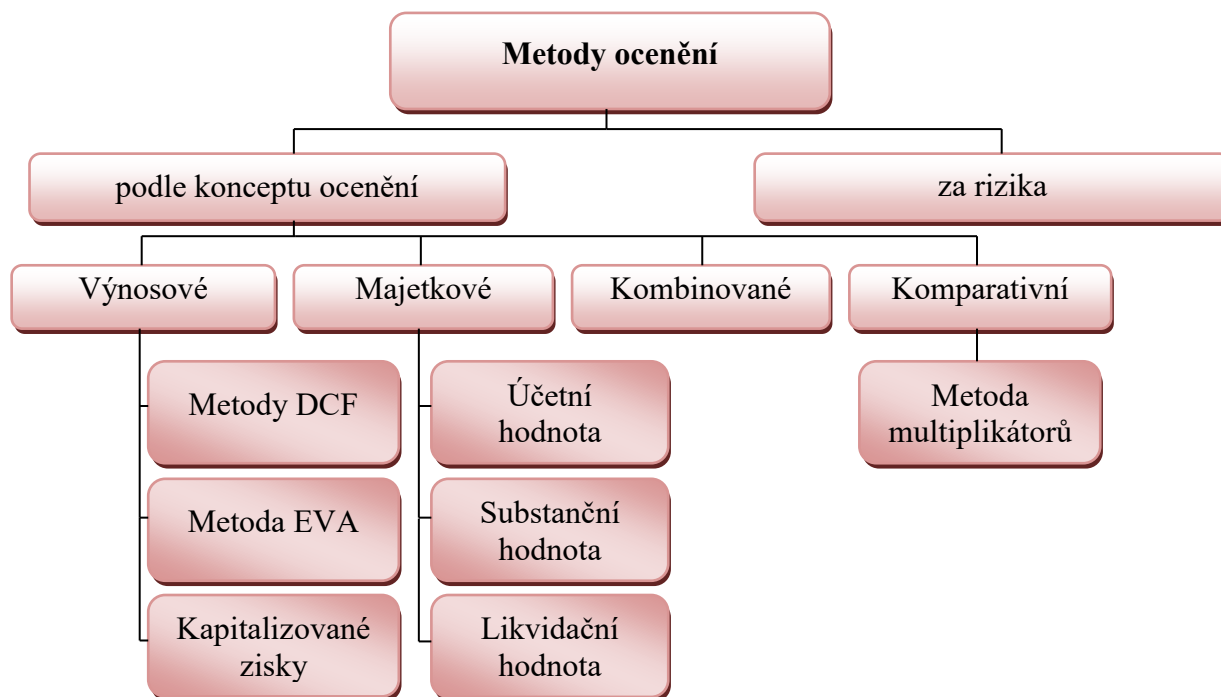 Metody ocenění
podle konceptu ocenění
za rizika
Výnosové
Majetkové
Kombinované
Komparativní
Metody DCF
Účetní
hodnota
Metoda
multiplikátorů
Metoda EVA
Substanční
hodnota
Kapitalizované
zisky
Likvidační
hodnota